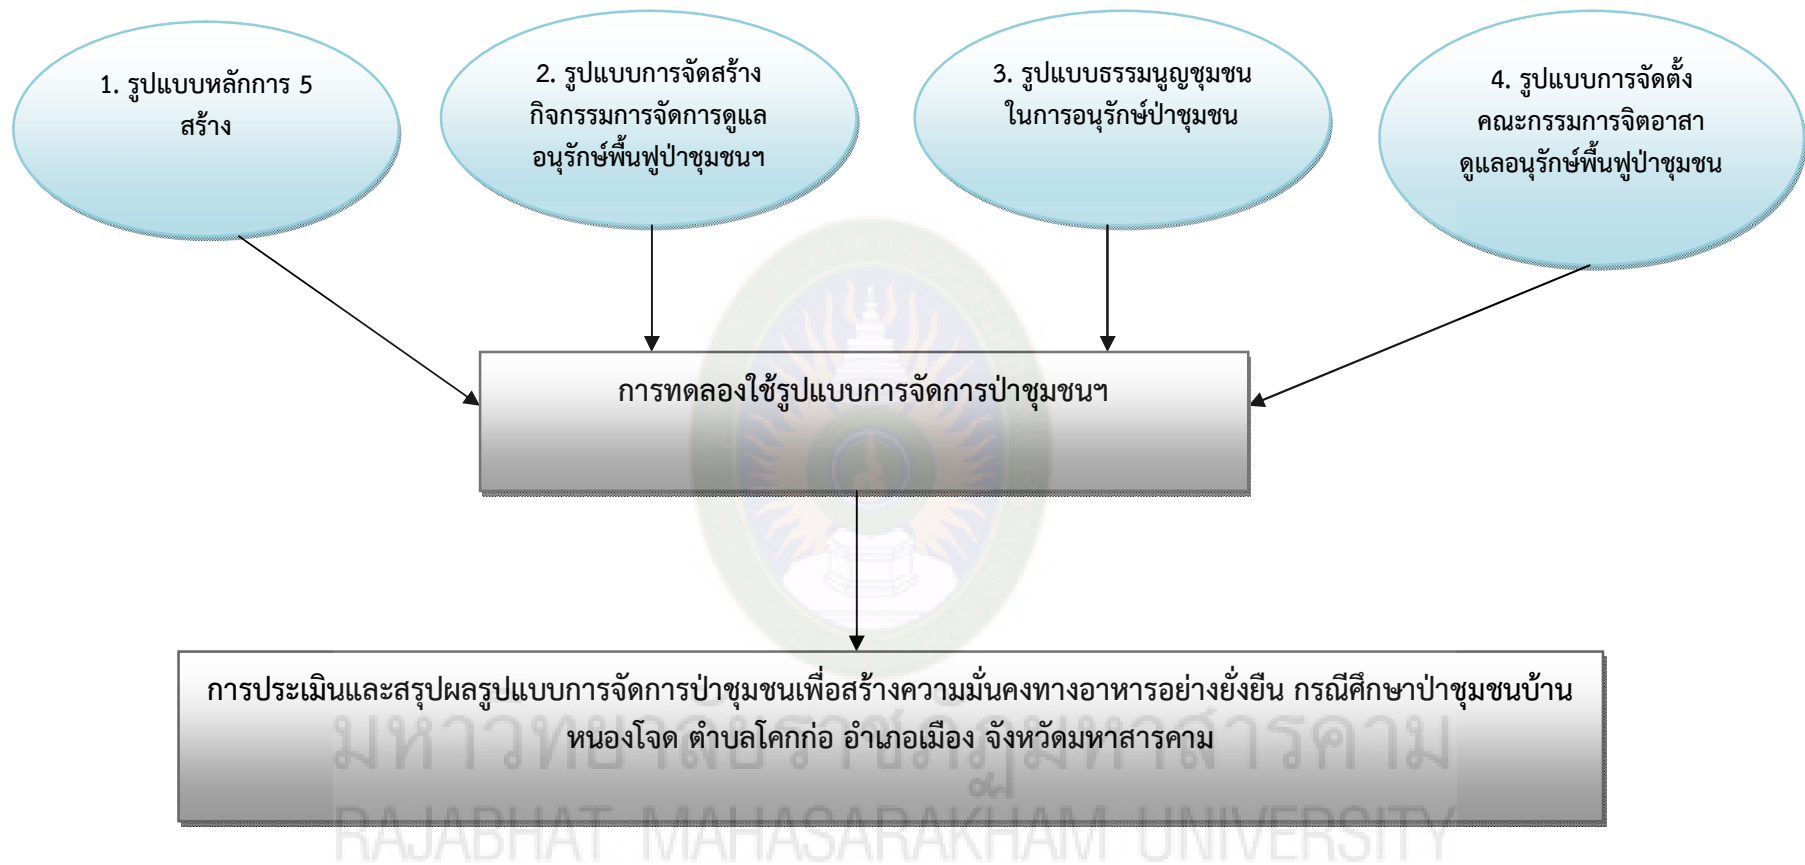 1. รูปแบบหลักการ 5
สร้าง
2. รูปแบบการจัดสร้าง
กิจกรรมการจัดการดูแล
อนุรักษ์พื้นฟูป่าชุมชนฯ
3. รูปแบบธรรมนูญชุมชน
ในการอนุรักษ์ป่าชุมชน
4. รูปแบบการจัดตั้ง
คณะกรรมการจิตอาสา
ดูแลอนุรักษ์พื้นฟูป่าชุมชน
การทดลองใช้รูปแบบการจัดการป่าชุมชนฯ
การประเมินและสรุปผลรูปแบบการจัดการป่าชุมชนเพื่อสร้างความมั่นคงทางอาหารอย่างยั่งยืน กรณีศึกษาป่าชุมชนบ้าน
หนองโจด ตำบลโคกก่อ อำเภอเมือง จังหวัดมหาสารคาม
มหาวิทยาลัยราชภัฏมหาสารคาม
RAJABHAT MAHASARAKHAM UNIVERSITY